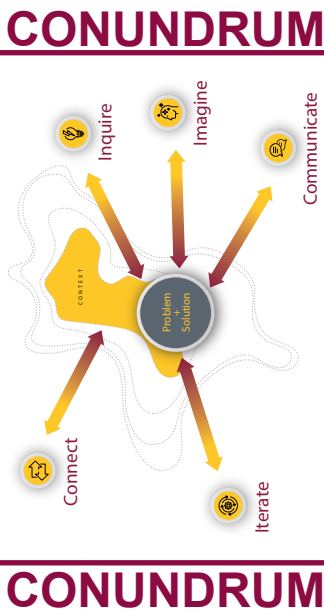 CONUNDRUM
Inquire
Imagine
Communicate
CONTEXT
Problem
+
Solution
Connect
Iterate
CONUNDRUM